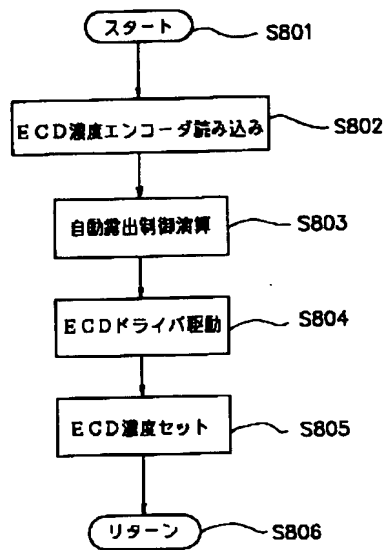 スタート S801
ECD濃度エンコーダ読み込み S802
自動露出制御演算 S803
ECDドライバ駆動 S804
ECD濃度セット S805
リターン S806